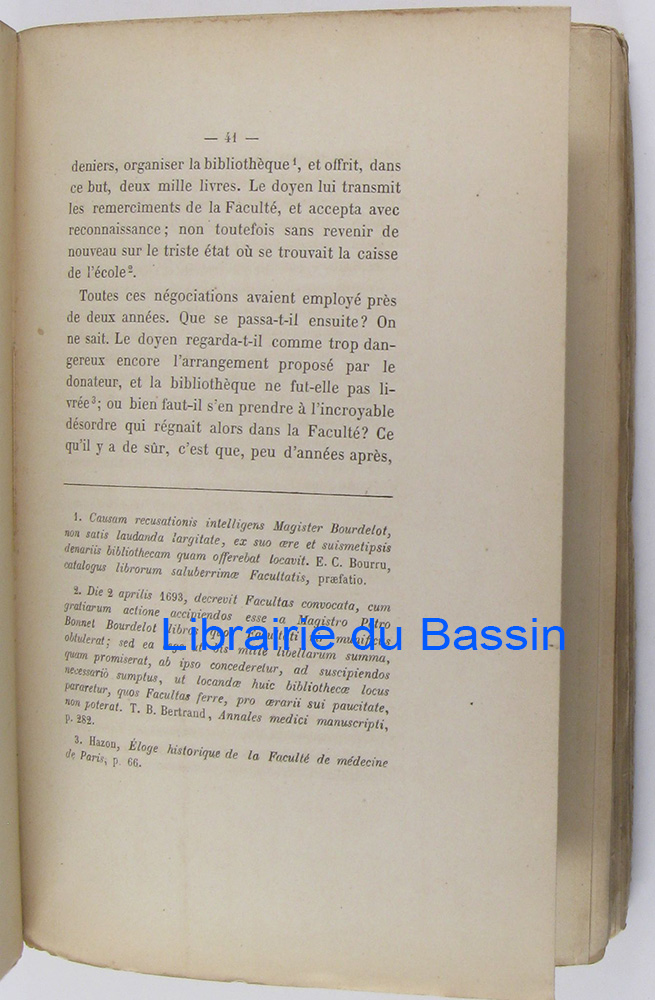 — 41 —
deniers, organiser la bibliothèque¹, et offrit, dans
ce but, deux mille livres. Le doyen lui transmit
les remercîments de la Faculté, et accepta avec
reconnaissance; non toutefois sans revenir de
nouveau sur le triste état où se trouvait la caisse
de l'école².
Toutes ces négociations avaient employé près
de deux années. Que se passa-t-il ensuite? On
ne sait. Le doyen regarda-t-il comme trop dan-
gereux encore l'arrangement proposé par le
donateur, et la bibliothèque ne fut-elle pas li-
vrée³; ou bien faut-il s'en prendre à l'incroyable
désordre qui régnait alors dans la Faculté? Ce
qu'il y a de sûr, c'est que, peu d'années après,
1. Causam recusationis intelligens Magister Bourdelot,
non satis laudanda largitate, ex suo ære et suismetipsis
denariis bibliothecam quam offerebat locavit. E. C. Bourru,
catalogus librorum saluberrimæ Facultatis, præfatio.
2. Die 2 aprilis 1693, decrevit Facultas convocata, cum
gratiarum actione accipiendos esse a Magistro Petro
Bonnet Bourdelot libros quos Facultati munificus
obtulerat; sed ea lege ut bis mille libellarum summa,
quam promiserat, ab ipso concederetur, ad suscipiendos
necessario sumptus, ut locandæ huic bibliothecæ locus
pararetur, quos Facultas ferre, pro ærarii sui paucitate,
non poterat. T. B. Bertrand, Annales medici manuscripti,
p. 282.
3. Hazon, Éloge historique de la Faculté de médecine
de Paris, p. 66.
Librairie du Bassin